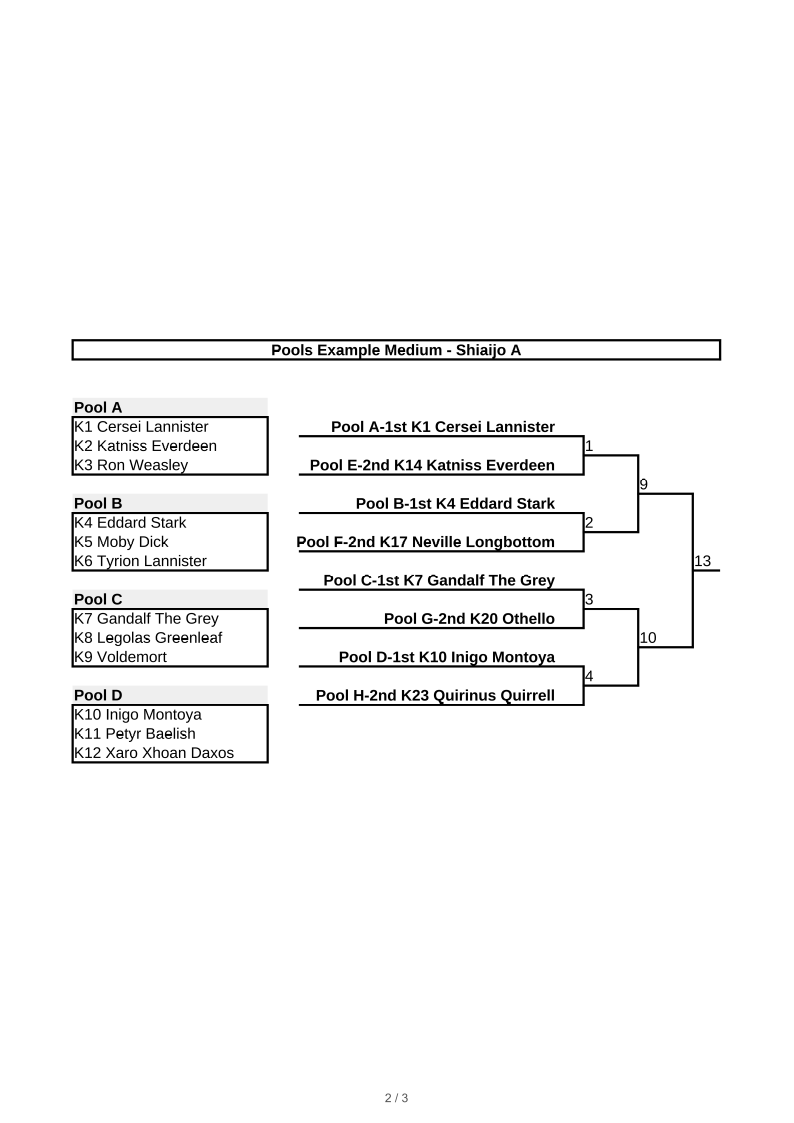 Pools Example Medium - Shiaijo A
Pool A
K1 Cersei Lannister
K2 Katniss Everdeen
K3 Ron Weasley
Pool B
K4 Eddard Stark
K5 Moby Dick
K6 Tyrion Lannister
Pool C
K7 Gandalf The Grey
K8 Legolas Greenleaf
K9 Voldemort
Pool D
K10 Inigo Montoya
K11 Petyr Baelish
K12 Xaro Xhoan Daxos
Pool A-1st K1 Cersei Lannister
1
Pool E-2nd K14 Katniss Everdeen
9
Pool B-1st K4 Eddard Stark
2
Pool F-2nd K17 Neville Longbottom
13
Pool C-1st K7 Gandalf The Grey
3
Pool G-2nd K20 Othello
10
Pool D-1st K10 Inigo Montoya
4
Pool H-2nd K23 Quirinus Quirrell
2 / 3